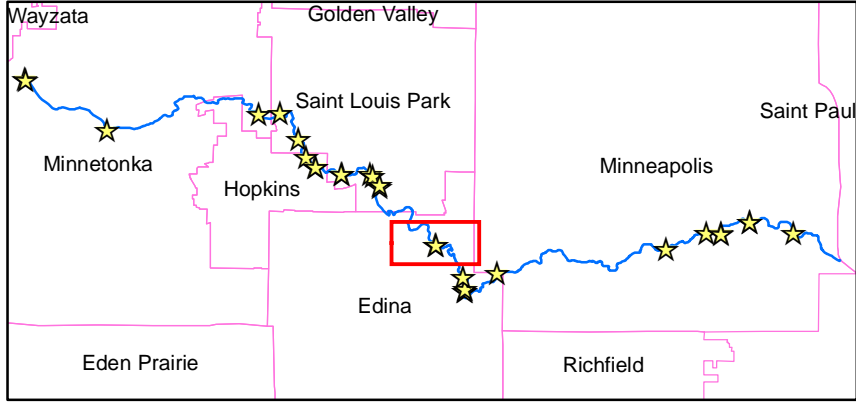 Wayzata
Golden Valley
Saint Louis Park
Saint Paul
Minnetonka
Minneapolis
Hopkins
Edina
Eden Prairie
Richfield